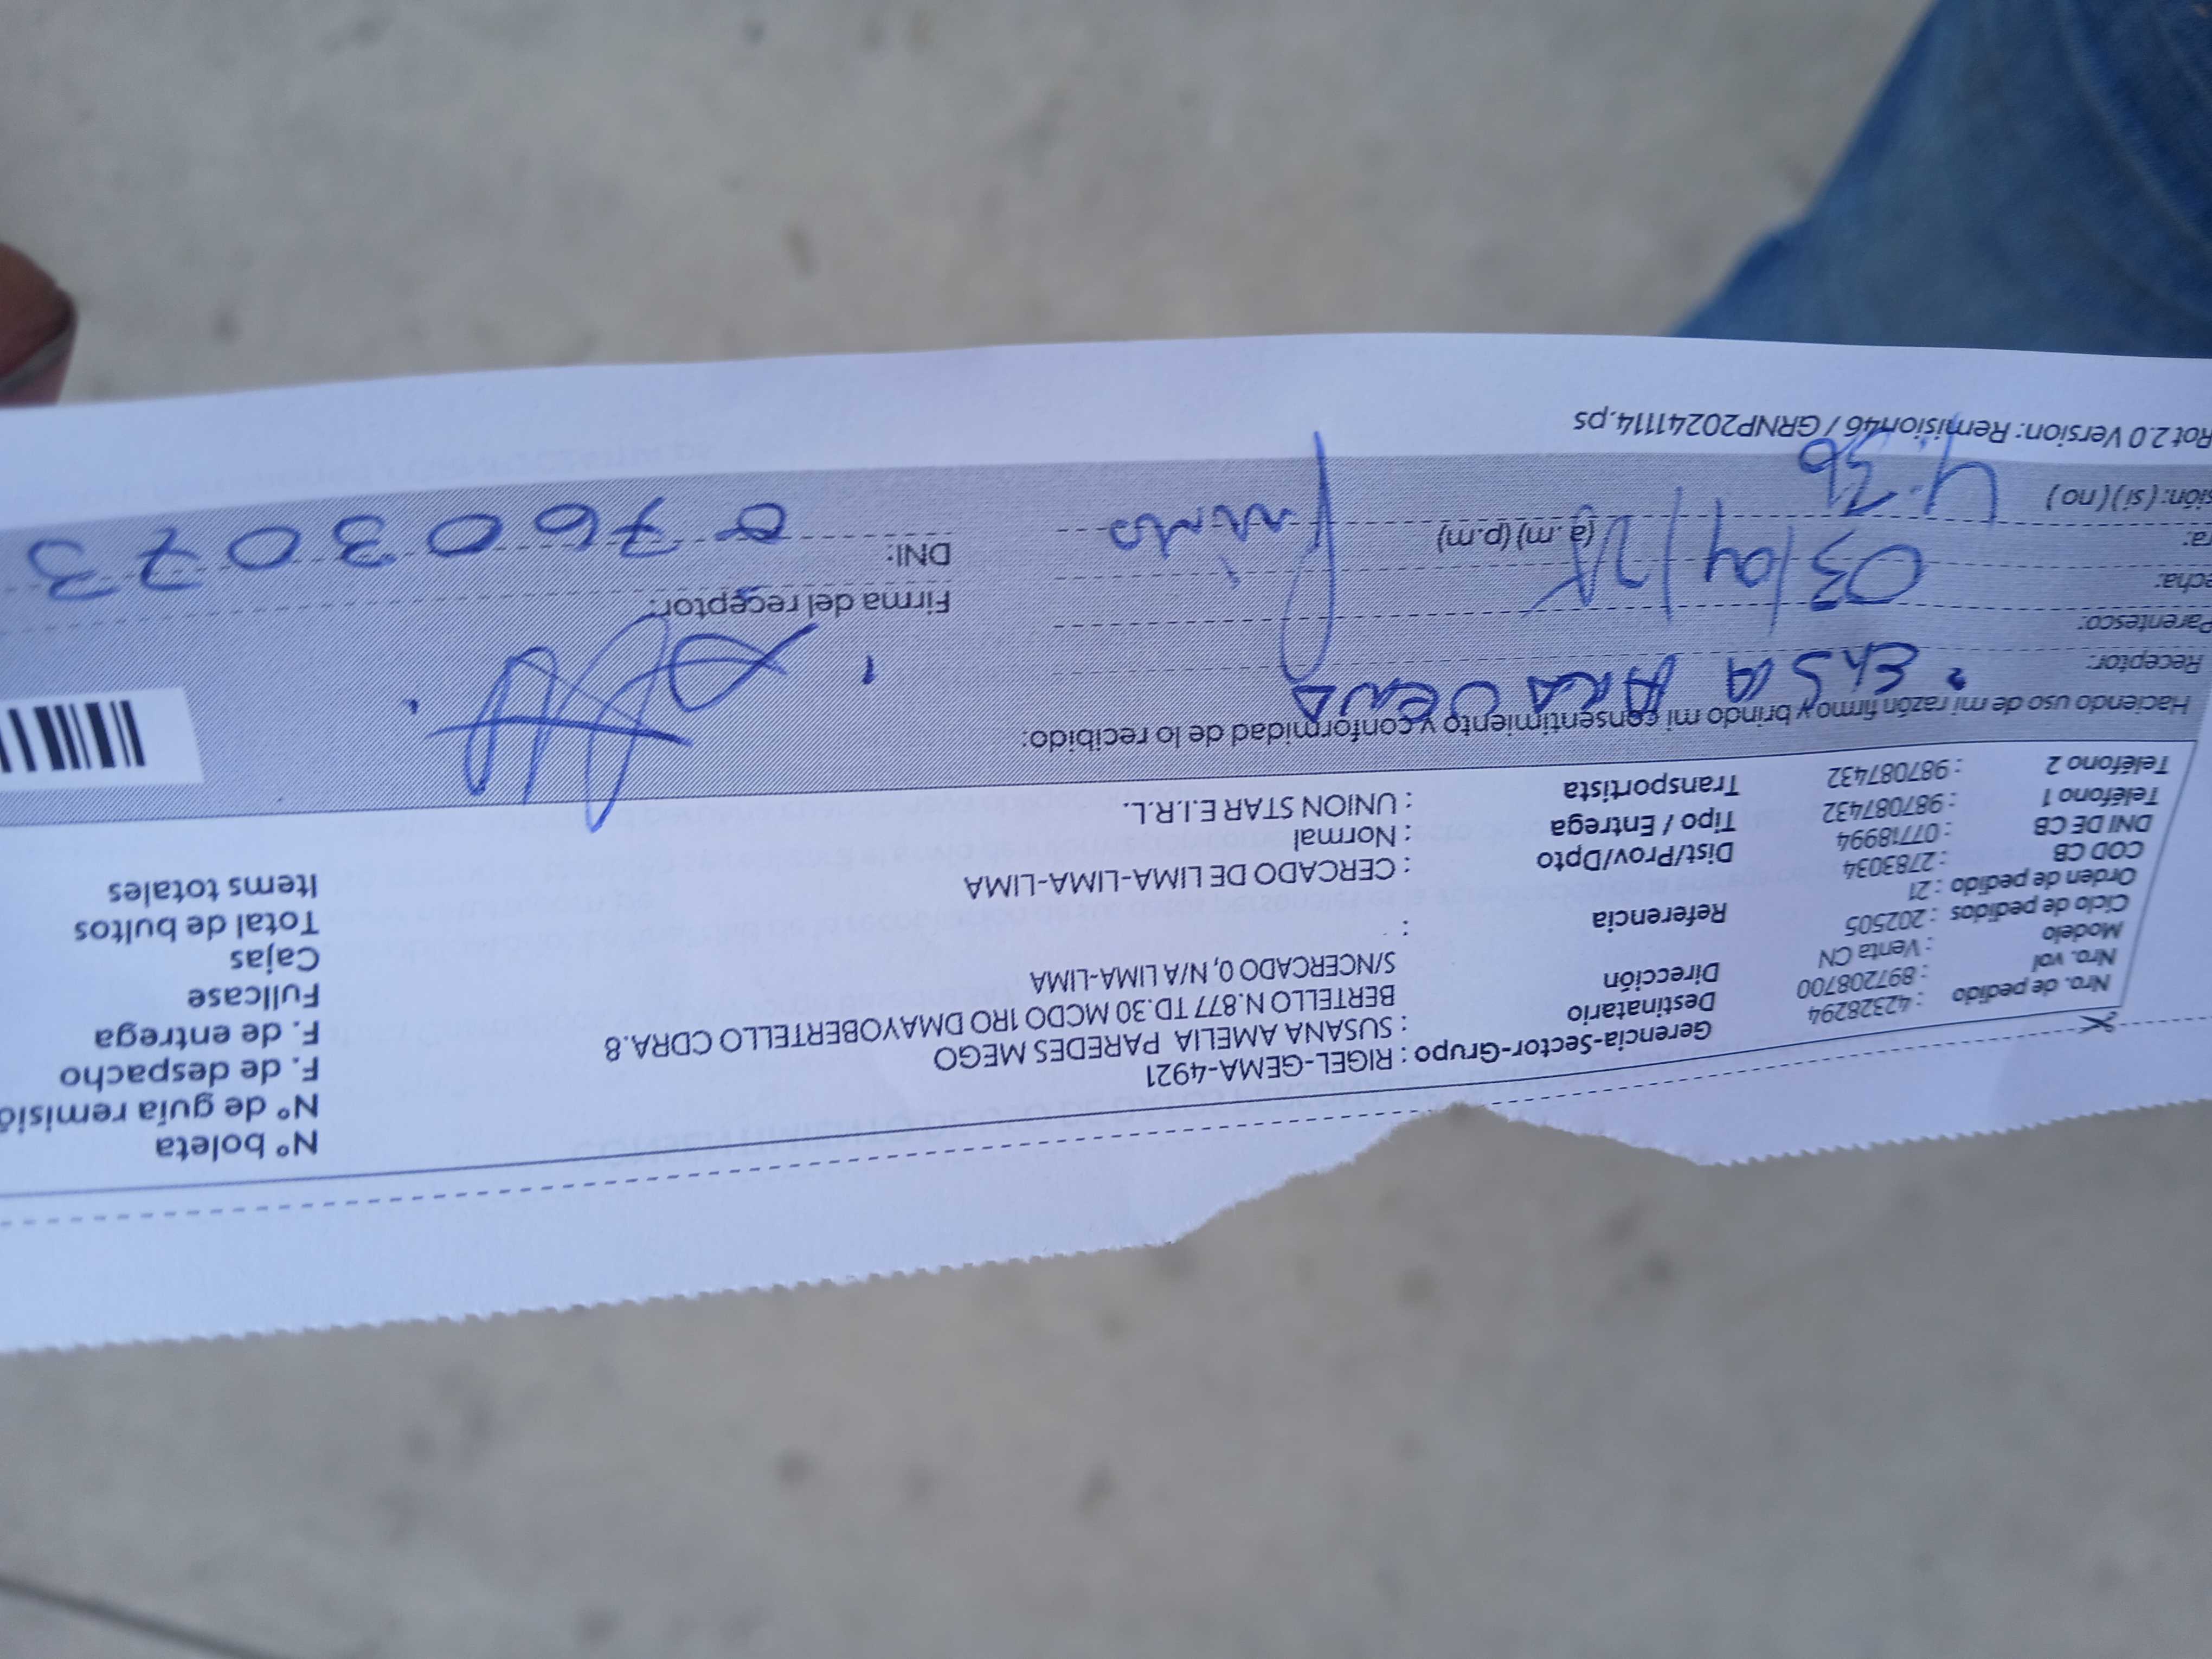 Nro. de pedido : 42328294
Nro. vol : 897208700
Modelo : Venta CN
Ciclo de pedidos : 202505
Orden de pedido : 21
COD CB : 2783034
DNI DE CB : 07718994
Teléfono 1 : 987087432
Teléfono 2 : 987087432
Gerencia-Sector-Grupo : RIGEL-GEMA-4921
Destinatario : SUSANA AMELIA PAREDES MEGO
Dirección BERTELLO N.877 TD.30 MCDO 1RO DMAYOBERTELLO CDRA.8
S/NCERCADO 0, N/A LIMA-LIMA
Referencia :
Dist/Prov/Dpto : CERCADO DE LIMA-LIMA-LIMA
Tipo / Entrega : Normal
Transportista : UNION STAR E.I.R.L.
Nº boleta
Nº de guía remisió
F. de despacho
F. de entrega
Fullcase
Cajas
Total de bultos
Items totales
Haciendo uso de mi razón firmo y brindo mi consentimiento y conformidad de lo recibido:
Receptor: ElSA ARAVENA
Parentesco:
echa: 03/04/25
ra: (a.m) (p.m)
sión: (si) (no) 4:36
Firma del receptor:
DNI: 07603073
Rot 2.0 Version: Remision46 / GRNP20241114.ps